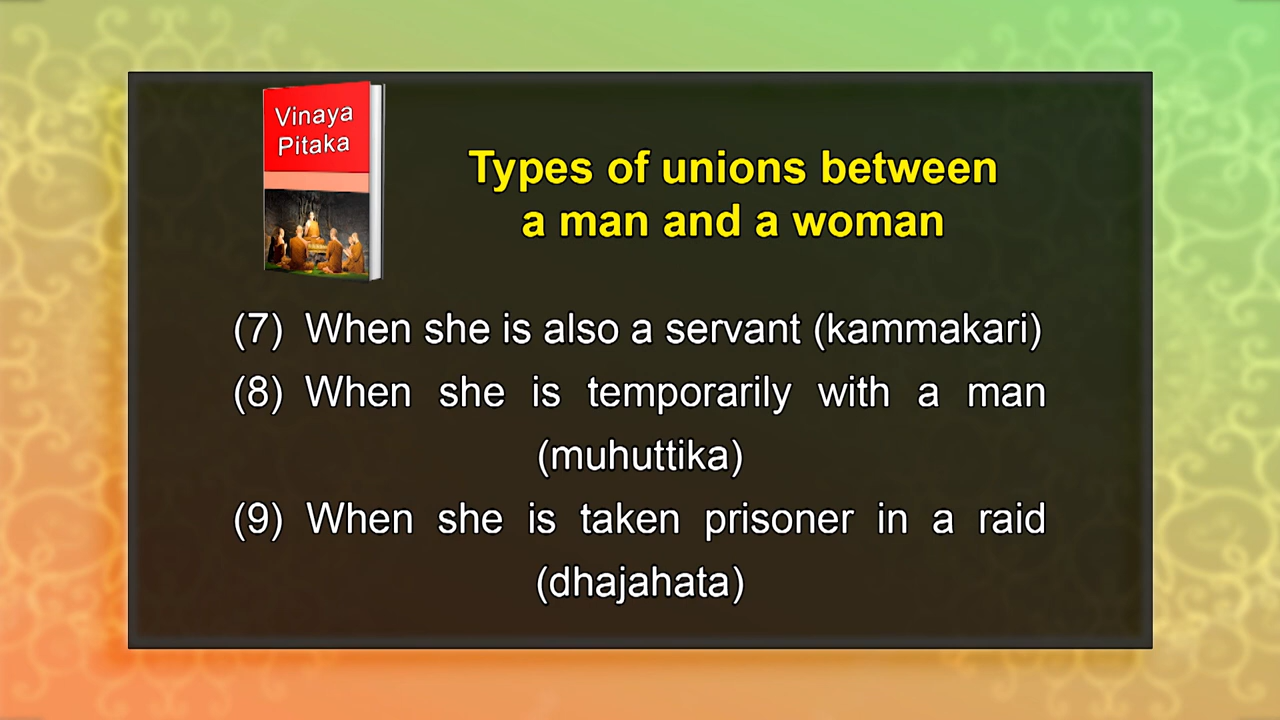 Vinaya
Pitaka
Types of unions between
a man and a woman
(7) When she is also a servant (kammakari)
(8) When she is temporarily with a man
(muhuttika)
(9) When she is taken prisoner in a raid
(dhajahata)